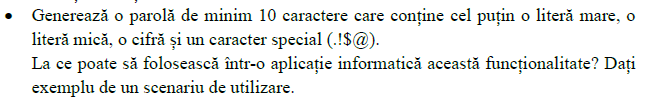 • Generează o parolă de minim 10 caractere care conține cel puțin o literă mare, o
literă mică, o cifră și un caracter special (.!$@).
La ce poate să folosească într-o aplicație informatică această funcționalitate? Dați
exemplu de un scenariu de utilizare.